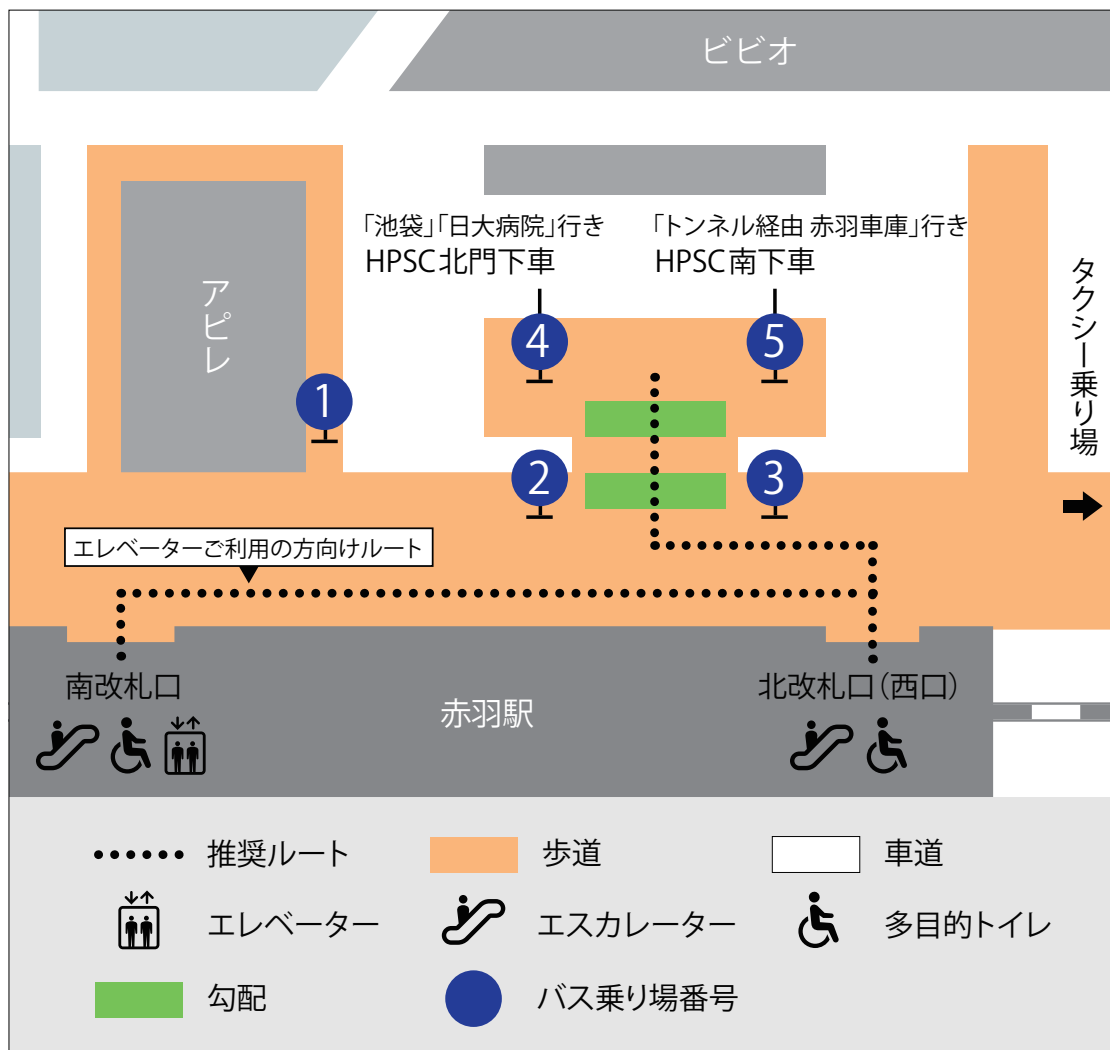 ビビオ
「池袋」「日大病院」行き
HPSC北門下車
「トンネル経由 赤羽車庫」行き
HPSC南下車
アピレ
タクシー乗り場
4
5
1
2
3
エレベーターご利用の方向けルート
南改札口
赤羽駅
北改札口(西口)
推奨ルート
歩道
車道
エレベーター
エスカレーター
多目的トイレ
勾配
バス乗り場番号